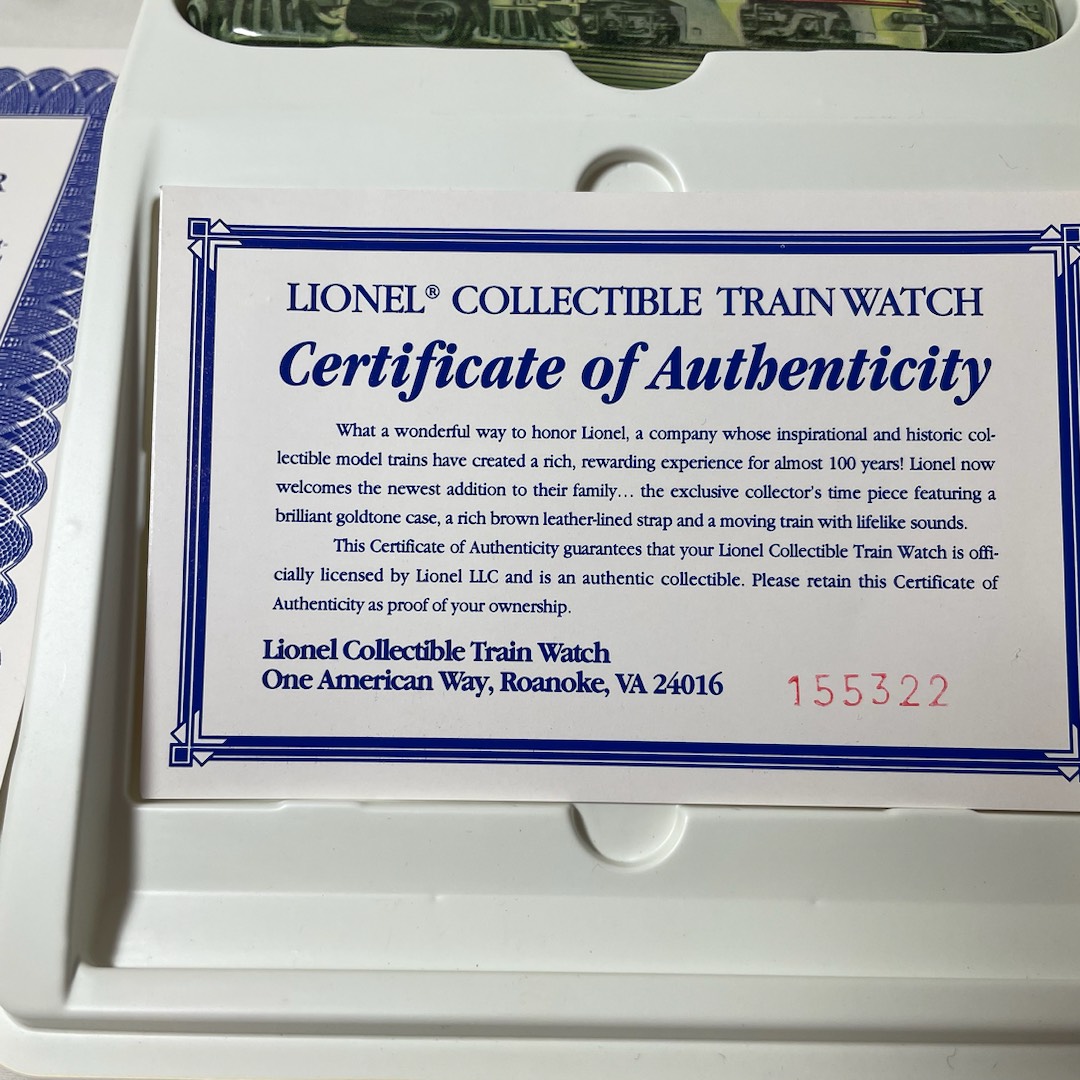 LIONEL® COLLECTIBLE TRAIN WATCH
Certificate of Authenticity
What a wonderful way to honor Lionel, a company whose inspirational and historic col-
lectible model trains have created a rich, rewarding experience for almost 100 years! Lionel now
welcomes the newest addition to their family... the exclusive collector's time piece featuring a
brilliant goldtone case, a rich brown leather-lined strap and a moving train with lifelike sounds.
This Certificate of Authenticity guarantees that your Lionel Collectible Train Watch is offi-
cially licensed by Lionel LLC and is an authentic collectible. Please retain this Certificate of
Authenticity as proof of your ownership.
Lionel Collectible Train Watch
One American Way, Roanoke, VA 24016
155322